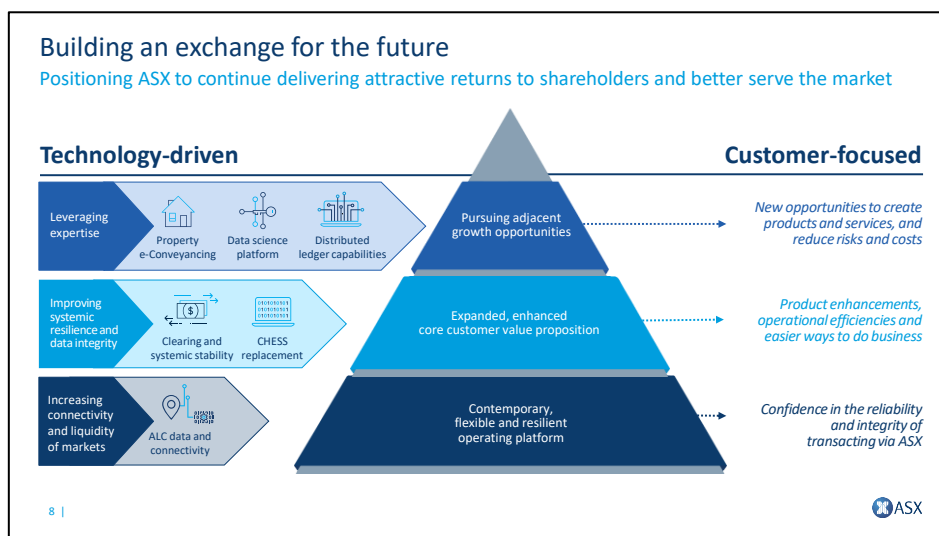 Building an exchange for the future
Positioning ASX to continue delivering attractive returns to shareholders and better serve the market
Technology-driven
Customer-focused
Leveraging
expertise
Property
e-Conveyancing
Data science
platform
Distributed
ledger capabilities
Pursuing adjacent
growth opportunities
New opportunities to create
products and services, and
reduce risks and costs
Improving
systemic
resilience and
data integrity
Clearing and
systemic stability
0101010101
0101010101
0101010101
CHESS
replacement
Expanded, enhanced
core customer value proposition
Product enhancements,
operational efficiencies and
easier ways to do business
Increasing
connectivity
and liquidity
of markets
ALC data and
connectivity
Contemporary,
flexible and resilient
operating platform
Confidence in the reliability
and integrity of
transacting via ASX
8 |
ASX